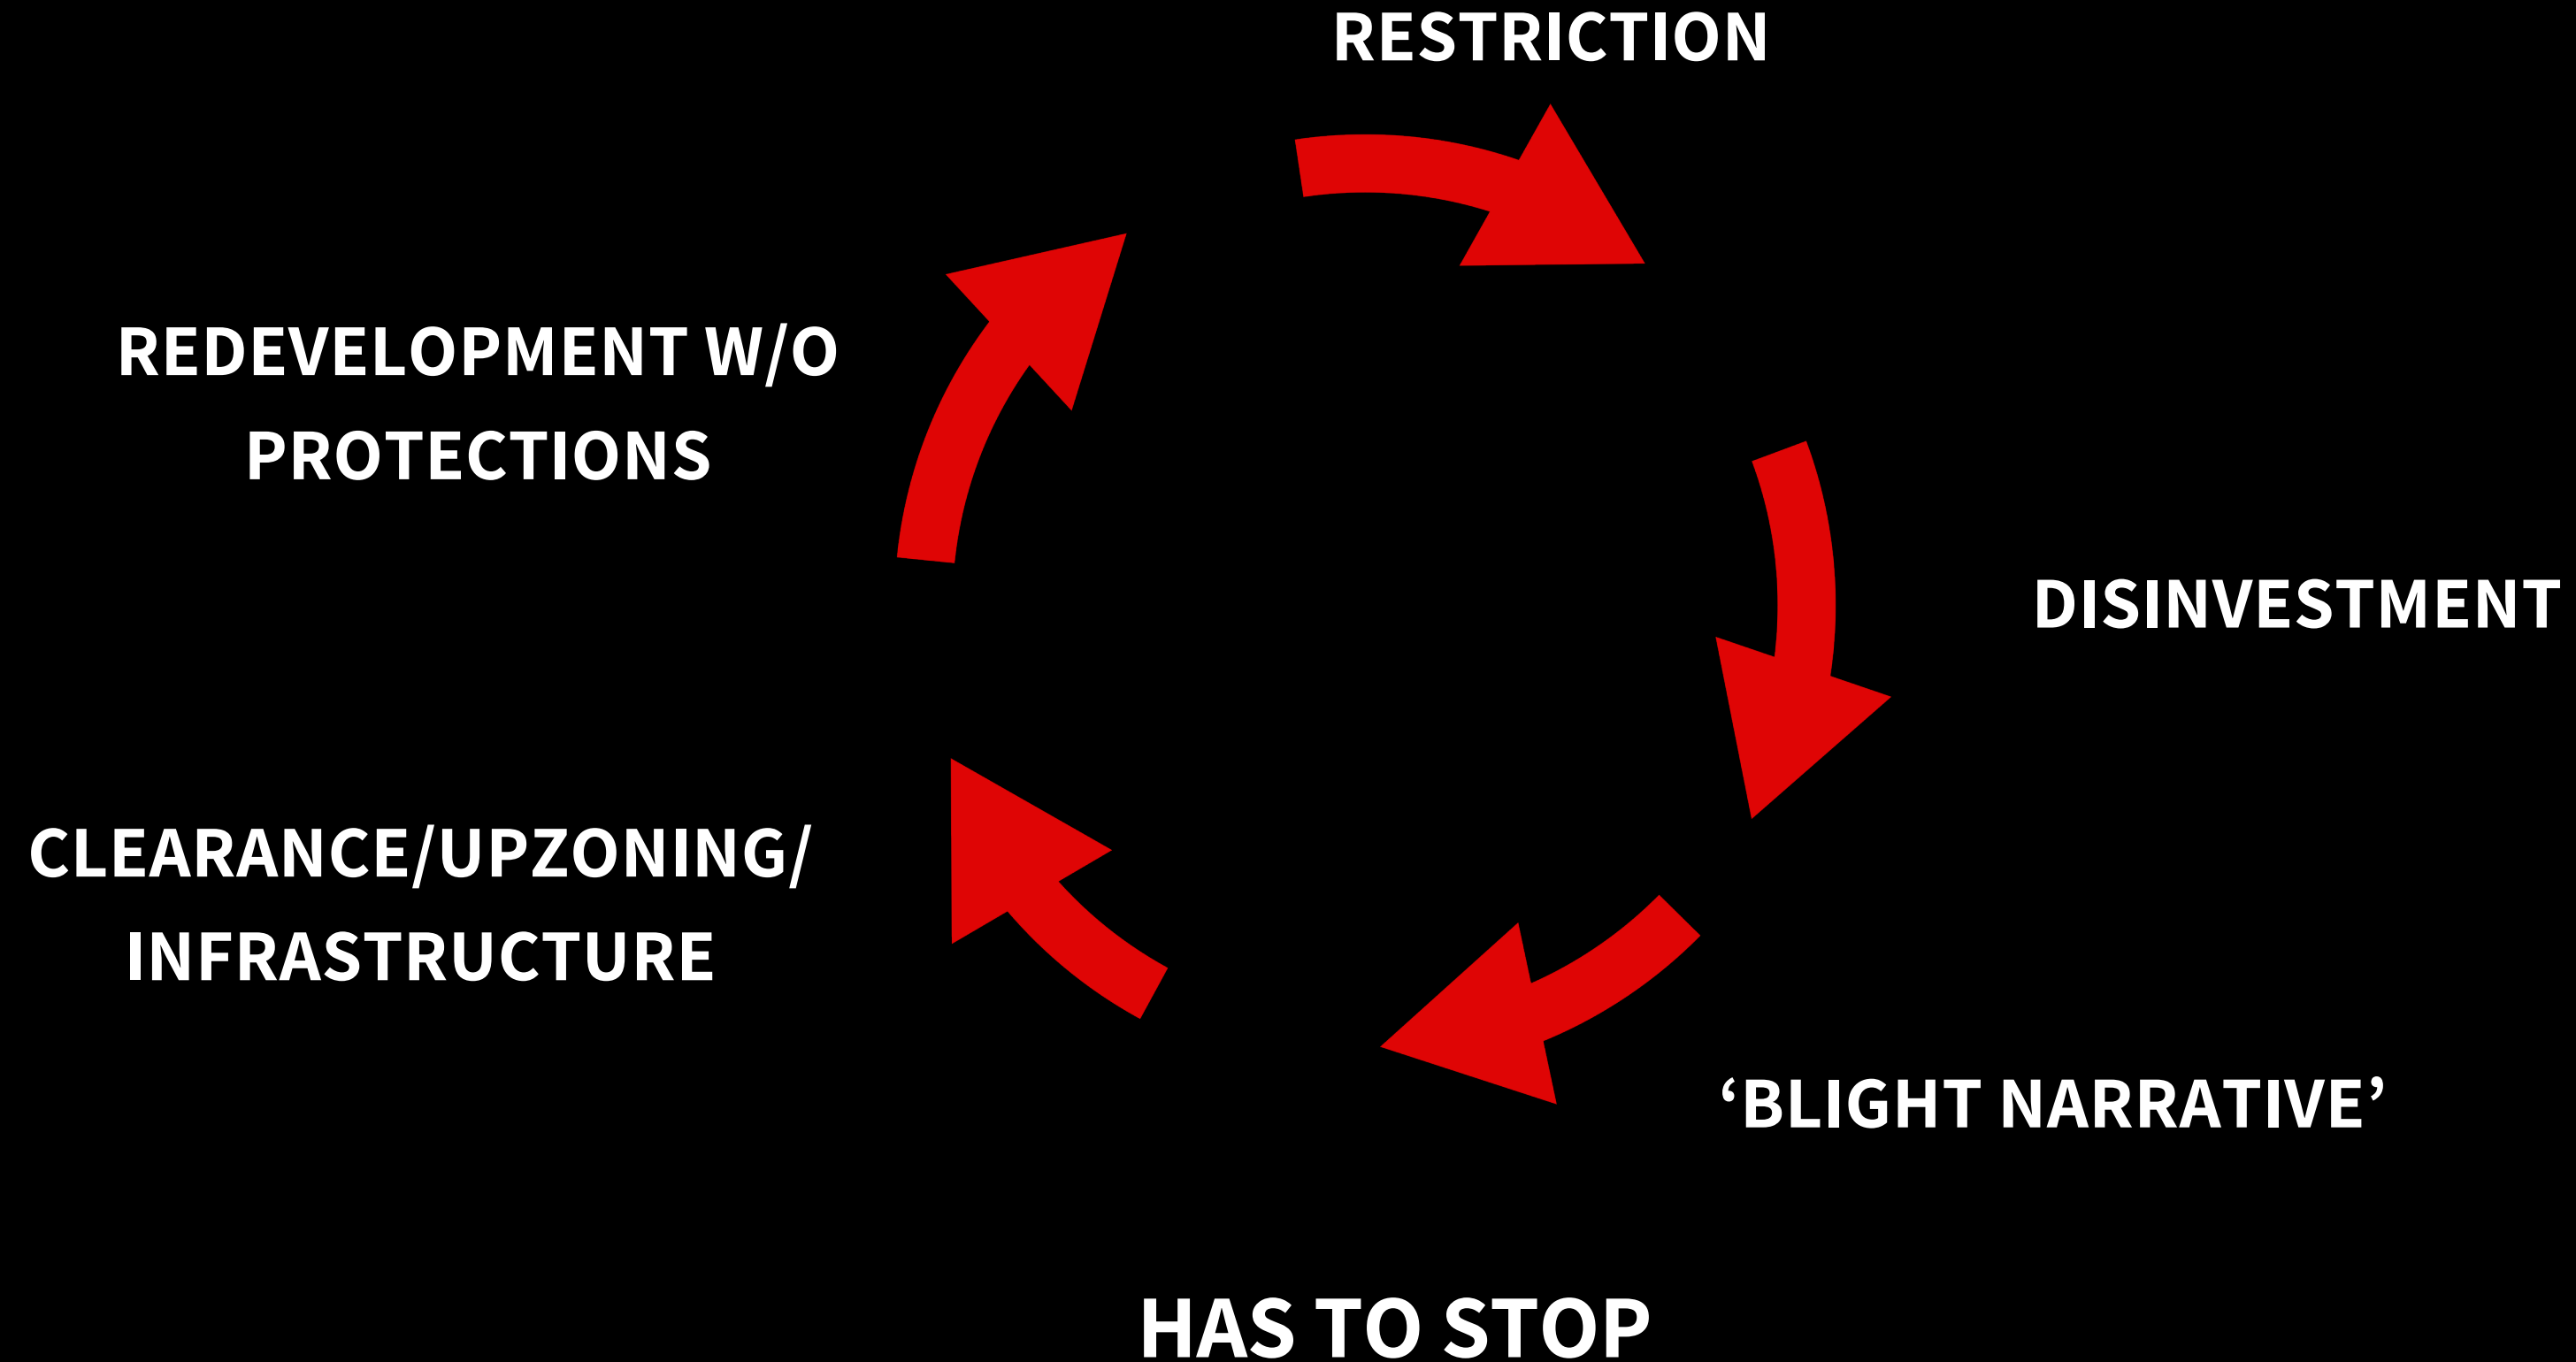 RESTRICTION
DISINVESTMENT
‘BLIGHT NARRATIVE’
CLEARANCE/UPZONING/
INFRASTRUCTURE
REDEVELOPMENT W/O
PROTECTIONS
HAS TO STOP